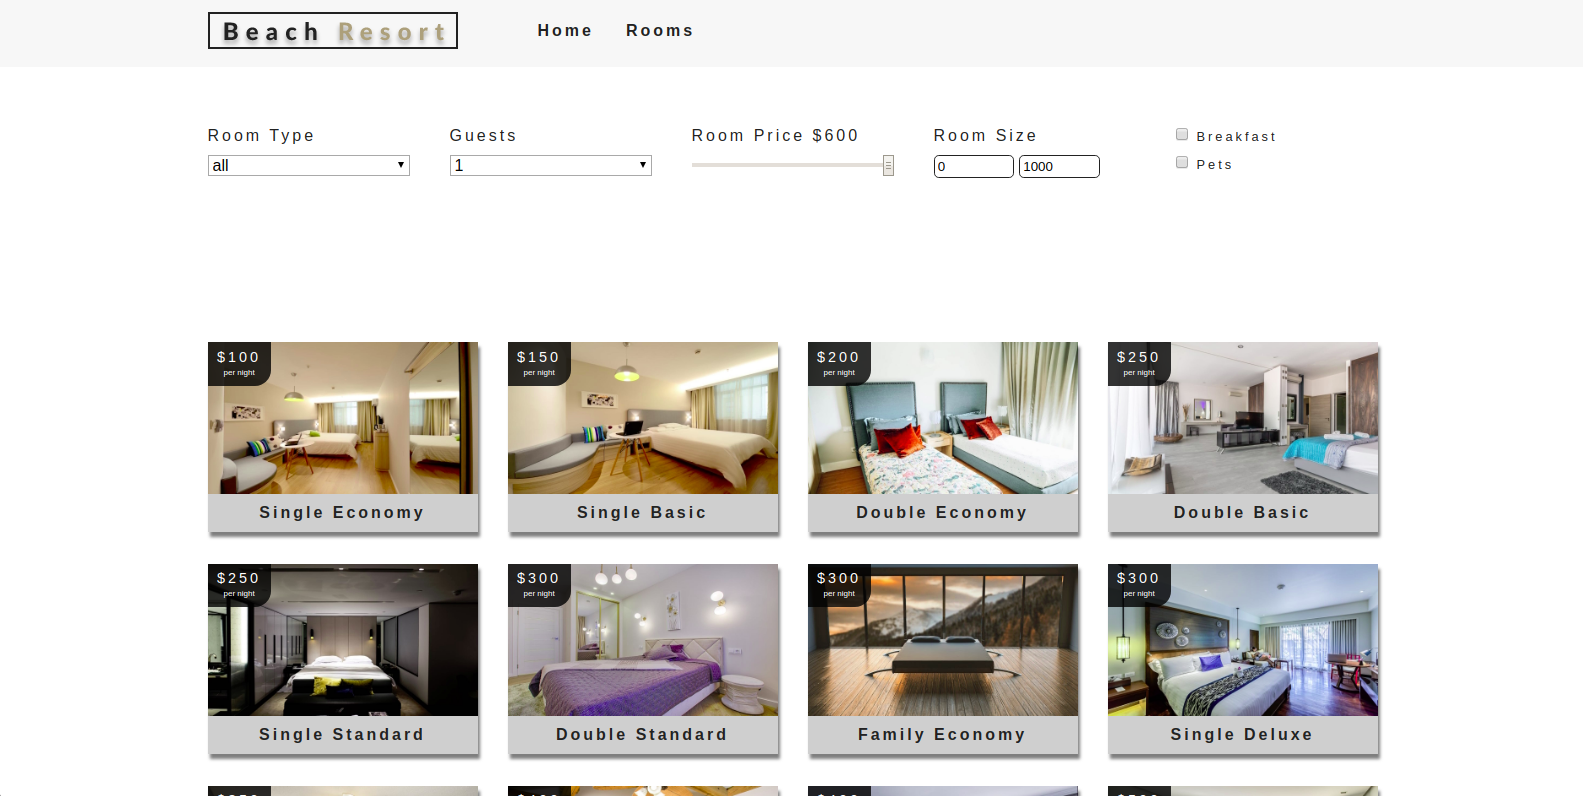 Beach Resort
Home Rooms
Room Type Guests Room Price $600 Room Size
Breakfast
all 1 0 1000
Pets
$100 $150 $200 $250
per night per night per night per night
Single Economy Single Basic Double Economy Double Basic
$250 $300 $300 $300
per night per night per night per night
Single Standard Double Standard Family Economy Single Deluxe